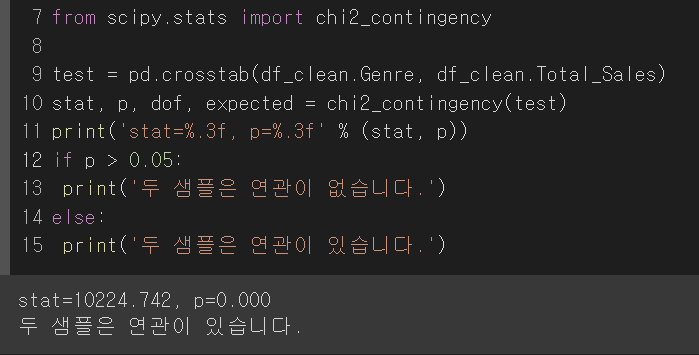 7 from scipy.stats import chi2_contingency
8
9 test = pd.crosstab(df_clean.Genre, df_clean.Total_Sales)
10 stat, p, dof, expected = chi2_contingency(test)
11 print('stat=%.3f, p=%.3f' % (stat, p))
12 if p > 0.05:
13  print('두 샘플은 연관이 없습니다.')
14 else:
15  print('두 샘플은 연관이 있습니다.')
stat=10224.742, p=0.000
두 샘플은 연관이 있습니다.